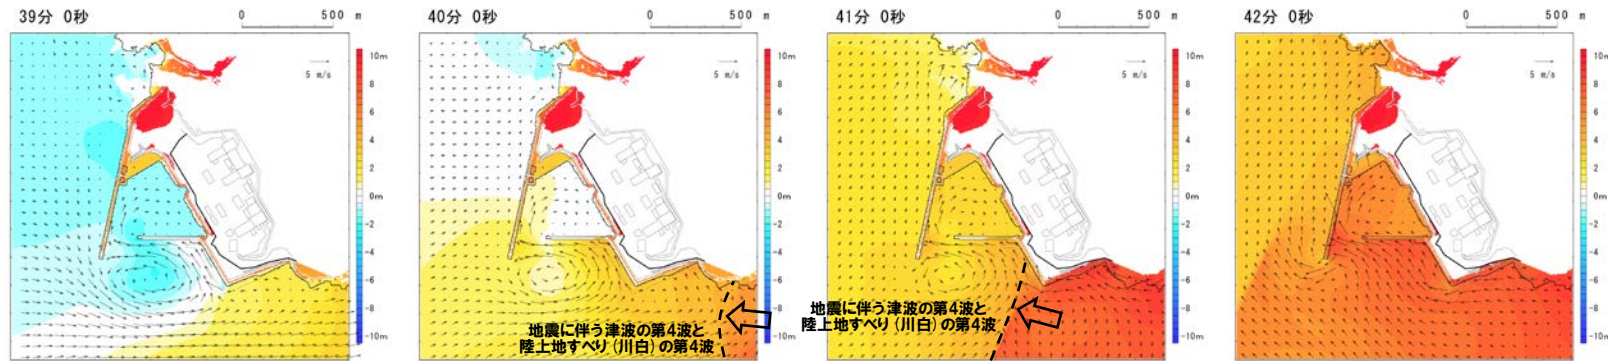 39分 0秒
0 500 m
5 m/s
10m
8
6
4
2
0m
-2
-4
-6
-8
-10m
40分 0秒
0 500 m
5 m/s
10m
8
6
4
2
0m
-2
-4
-6
-8
-10m
地震に伴う津波の第4波と
陸上地すべり(川白)の第4波
41分 0秒
0 500 m
5 m/s
10m
8
6
4
2
0m
-2
-4
-6
-8
-10m
地震に伴う津波の第4波と
陸上地すべり(川白)の第4波
42分 0秒
0 500 m
5 m/s
10m
8
6
4
2
0m
-2
-4
-6
-8
-10m